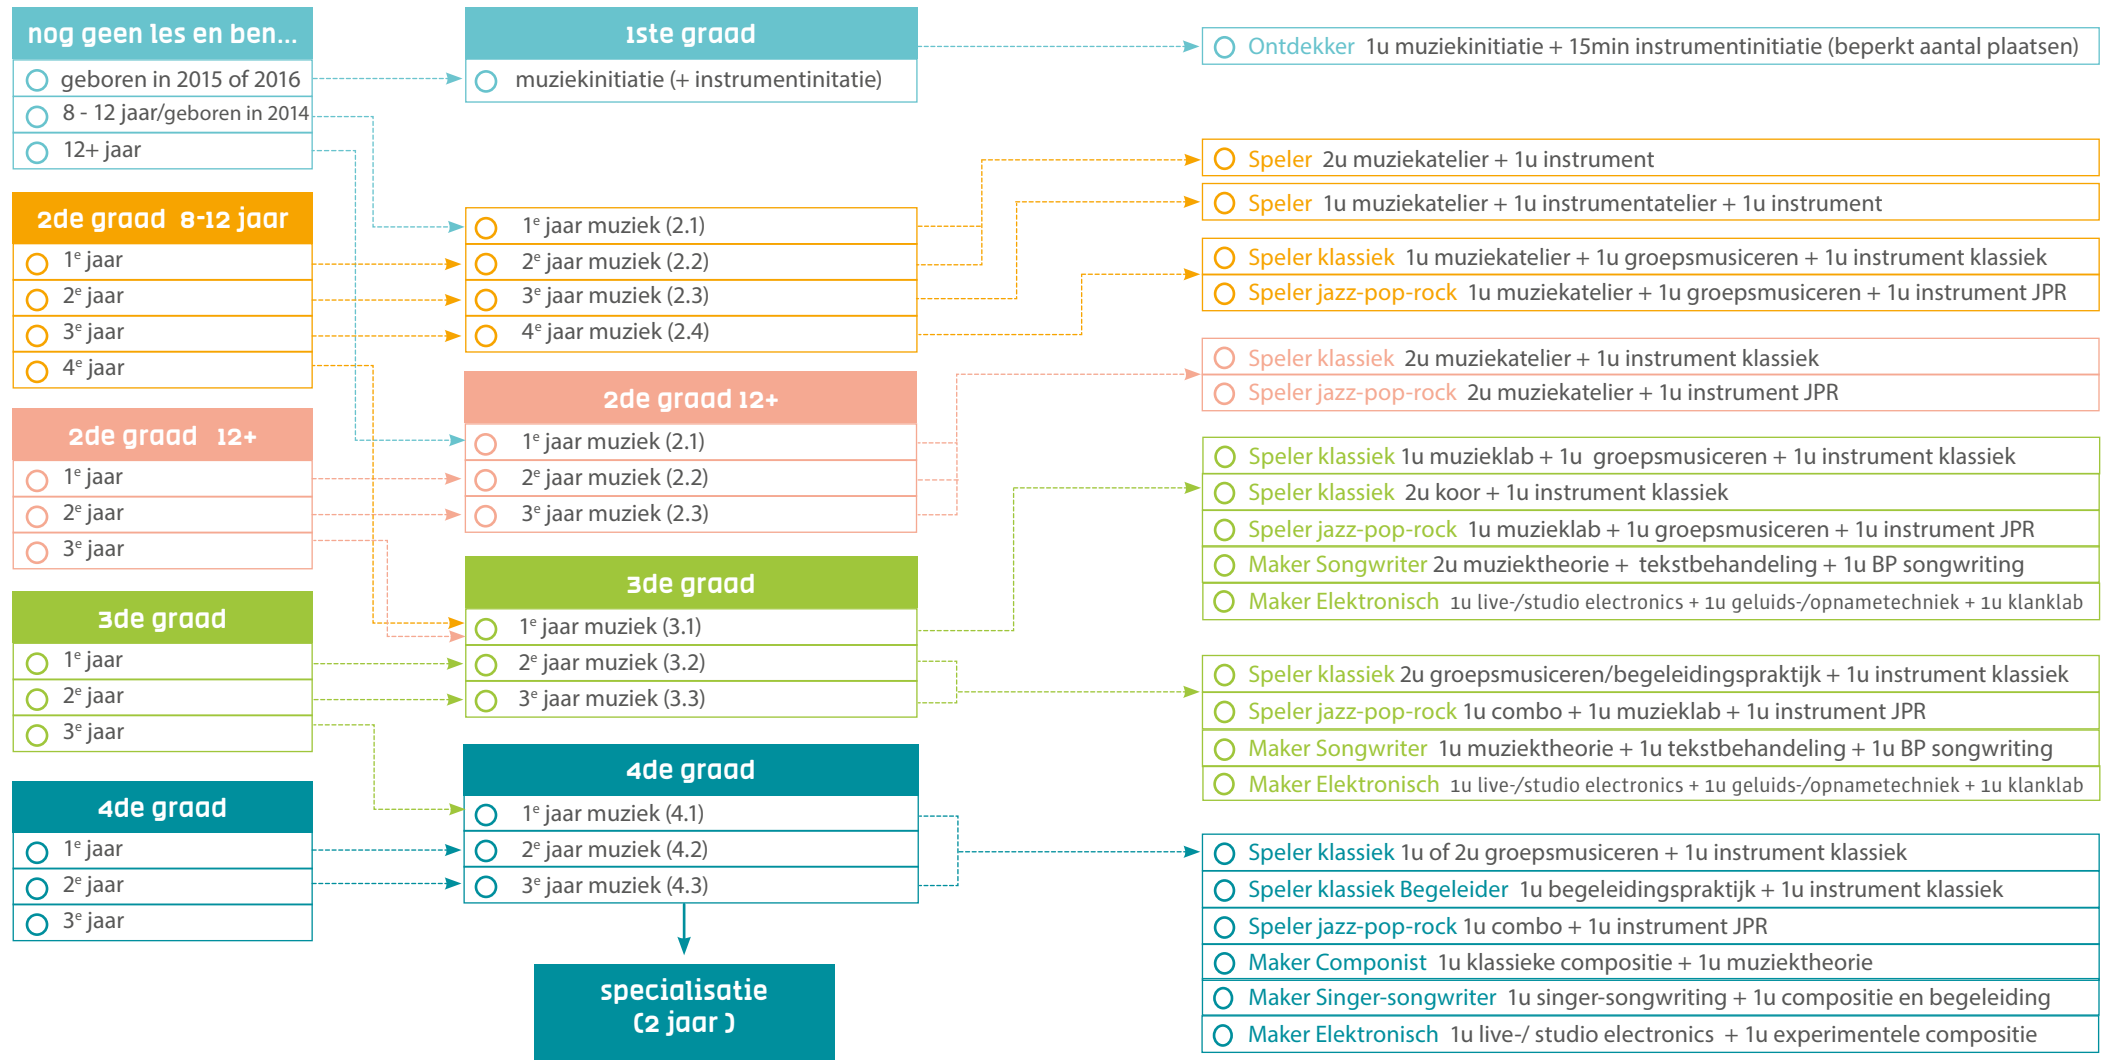 nog geen les en ben...
geboren in 2015 of 2016
8 - 12 jaar/geboren in 2014
12+ jaar
2de graad 8-12 jaar
1e jaar
2e jaar
3e jaar
4e jaar
2de graad 12+
1e jaar
2e jaar
3e jaar
3de graad
1e jaar
2e jaar
3e jaar
4de graad
1e jaar
2e jaar
3e jaar
1ste graad
muziekinitiatie (+ instrumentinitatie)
1e jaar muziek (2.1)
2e jaar muziek (2.2)
3e jaar muziek (2.3)
4e jaar muziek (2.4)
2de graad 12+
1e jaar muziek (2.1)
2e jaar muziek (2.2)
3e jaar muziek (2.3)
3de graad
1e jaar muziek (3.1)
2e jaar muziek (3.2)
3e jaar muziek (3.3)
4de graad
1e jaar muziek (4.1)
2e jaar muziek (4.2)
3e jaar muziek (4.3)
specialisatie
(2 jaar )
Ontdekker 1u muziekinitiatie + 15min instrumentinitiatie (beperkt aantal plaatsen)
Speler 2u muziekatelier + 1u instrument
Speler 1u muziekatelier + 1u instrumentatelier + 1u instrument
Speler klassiek 1u muziekatelier + 1u groepsmusiceren + 1u instrument klassiek
Speler jazz-pop-rock 1u muziekatelier + 1u groepsmusiceren + 1u instrument JPR
Speler klassiek 2u muziekatelier + 1u instrument klassiek
Speler jazz-pop-rock 2u muziekatelier + 1u instrument JPR
Speler klassiek 1u muzieklab + 1u groepsmusiceren + 1u instrument klassiek
Speler klassiek 2u koor + 1u instrument klassiek
Speler jazz-pop-rock 1u muzieklab + 1u groepsmusiceren + 1u instrument JPR
Maker Songwriter 2u muziektheorie + tekstbehandeling + 1u BP songwriting
Maker Elektronisch 1u live-/studio electronics + 1u geluids-/opnametechniek + 1u klanklab
Speler klassiek 2u groepsmusiceren/begeleidingspraktijk + 1u instrument klassiek
Speler jazz-pop-rock 1u combo + 1u muzieklab + 1u instrument JPR
Maker Songwriter 1u muziektheorie + 1u tekstbehandeling + 1u BP songwriting
Maker Elektronisch 1u live-/studio electronics + 1u geluids-/opnametechniek + 1u klanklab
Speler klassiek 1u of 2u groepsmusiceren + 1u instrument klassiek
Speler klassiek Begeleider 1u begeleidingspraktijk + 1u instrument klassiek
Speler jazz-pop-rock 1u combo + 1u instrument JPR
Maker Componist 1u klassieke compositie + 1u muziektheorie
Maker Singer-songwriter 1u singer-songwriting + 1u compositie en begeleiding
Maker Elektronisch 1u live-/ studio electronics + 1u experimentele compositie